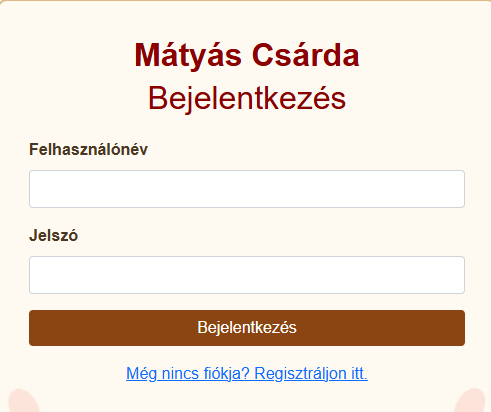 Mátyás Csárda
Bejelentkezés
Felhasználónév
Jelszó
Bejelentkezés
Még nincs fiókja? Regisztráljon itt.